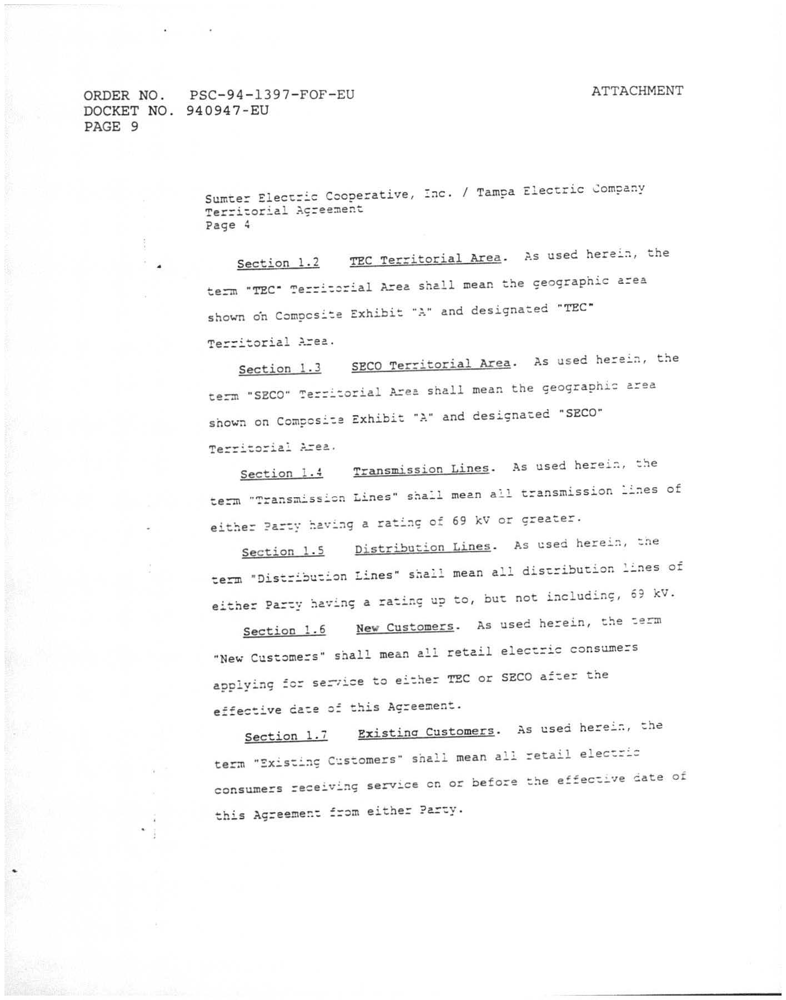 ORDER NO. PSC-94-1397-FOF-EU
ATTACHMENT
DOCKET NO. 940947-EU
PAGE 9
Sumter Electric Cooperative, Inc. / Tampa Electric Company
Territorial Agreement
Page 4
Section 1.2 TEC Territorial Area. As used herein, the
term "TEC" Territorial Area shall mean the geographic area
shown on Composite Exhibit "A" and designated "TEC"
Territorial Area.
Section 1.3 SECO Territorial Area. As used herein, the
term "SECO" Territorial Area shall mean the geographic area
shown on Composite Exhibit "A" and designated "SECO"
Territorial Area.
Section 1.4 Transmission Lines. As used herein, the
term "Transmission Lines" shall mean all transmission lines of
either Party having a rating of 69 kV or greater.
Section 1.5 Distribution Lines. As used herein, the
term "Distribution Lines" shall mean all distribution lines of
either Party having a rating up to, but not including, 69 kV.
Section 1.6 New Customers. As used herein, the term
"New Customers" shall mean all retail electric consumers
applying for service to either TEC or SECO after the
effective date of this Agreement.
Section 1.7 Existing Customers. As used herein, the
term "Existing Customers" shall mean all retail electric
consumers receiving service on or before the effective date of
this Agreement from either Party.